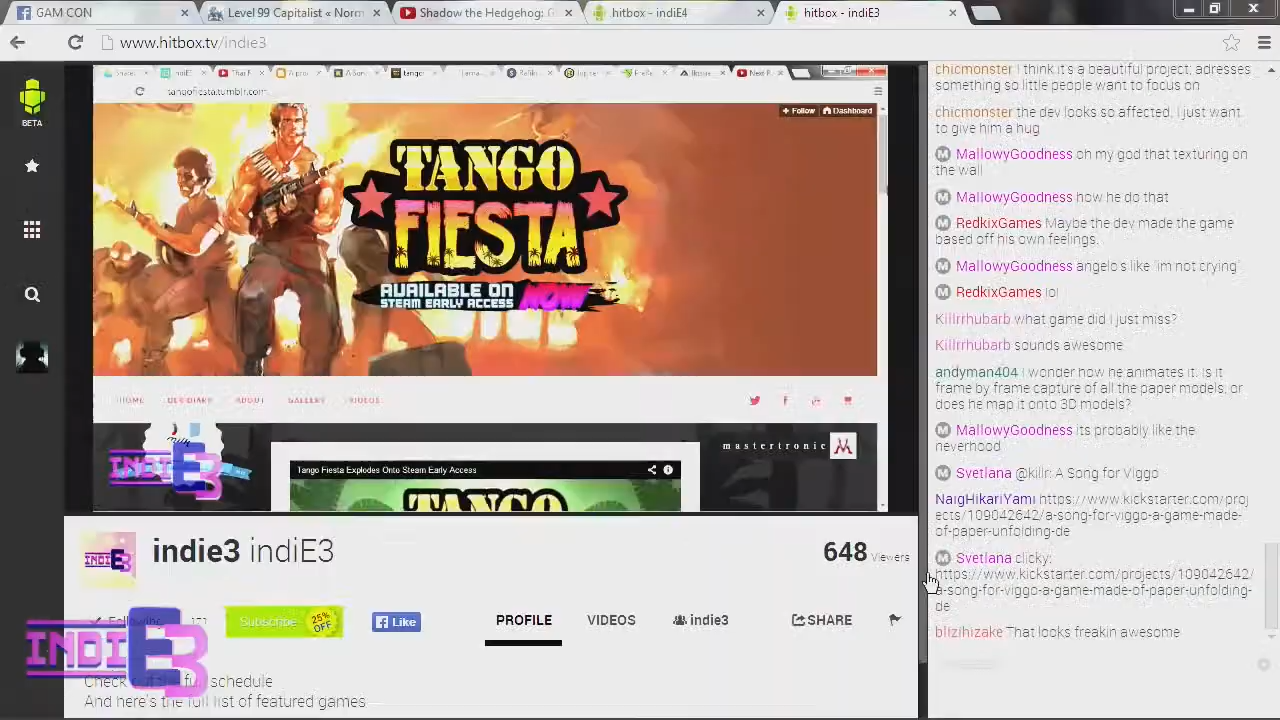 GAM CON
Level 99 Capitalist « Norm
Shadow the Hedgehog: G
hitbox - indiE4
hitbox - indiE3
www.hitbox.tv/indie3
BETA
tangofiesta.tumblr.com
Follow
Dashboard
TANGO
FIESTA
AVAILABLE ON
STEAM EARLY ACCESS NOW
HOME
DEV DIARY
ABOUT
GALLERY
VIDEOS
mastertronic
Tango Fiesta Explodes Onto Steam Early Access
TANGO
indie3 indiE3
648 Viewers
Following
Subscribe
25% OFF
Like
PROFILE
VIDEOS
indie3
SHARE
INDIE3
Check out the full schedule
And here's the full list of featured games
chicmonster I think it's a beautiful project, adresses
something so little people want to focus on
chicmonster the dev looks so affected, I just want
to give him a hug
MallowyGoodness oh my god that texturing on
the wall
MallowyGoodness how he do that
RedkixGames Maybe the dev made the game
based off his own feelings.
MallowyGoodness angelo's like "im not crying"
RedkixGames lol
Killrrhubarb what game did I just miss?
Killrrhubarb sounds awesome
andyman404 I wonder how he animates it. Is it
frame by frame capture of all the paper models, or
does he map it onto 3D models?
MallowyGoodness Its probably like the
neverhood
Svetlana @killr A Song for Viggo
NaigHikariYami https://www.kickstarter.com/proj
ects/109042642/a-song-for-viggo-a-game-made-
of-paper-unfolding-de
Svetlana clicky:
https://www.kickstarter.com/projects/109042642/
a-song-for-viggo-a-game-made-of-paper-unfolding-
de
blizihizake That looks freakin awesome